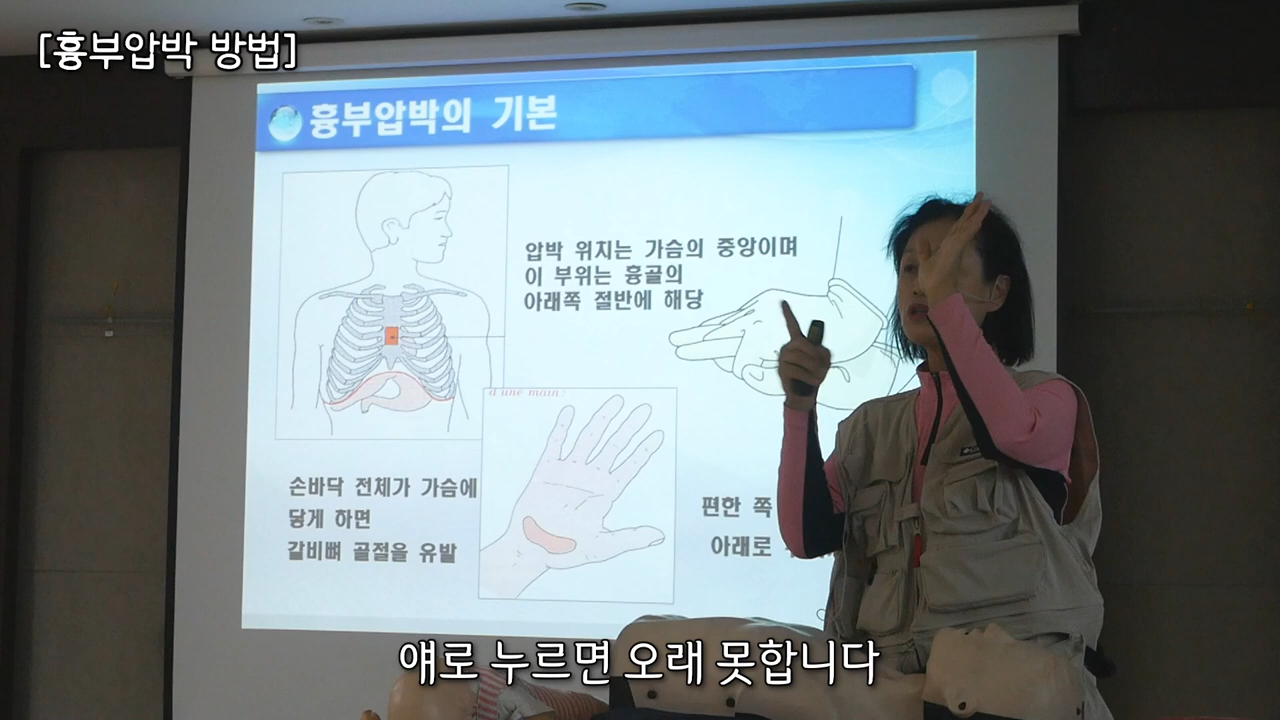 [흉부압박 방법]
흉부압박의 기본
압박 위치는 가슴의 중앙이며
이 부위는 흉골의
아래쪽 절반에 해당
d'une main?
손바닥 전체가 가슴에
닿게 하면
갈비뼈 골절을 유발
편한 쪽
아래로
얘로 누르면 오래 못합니다